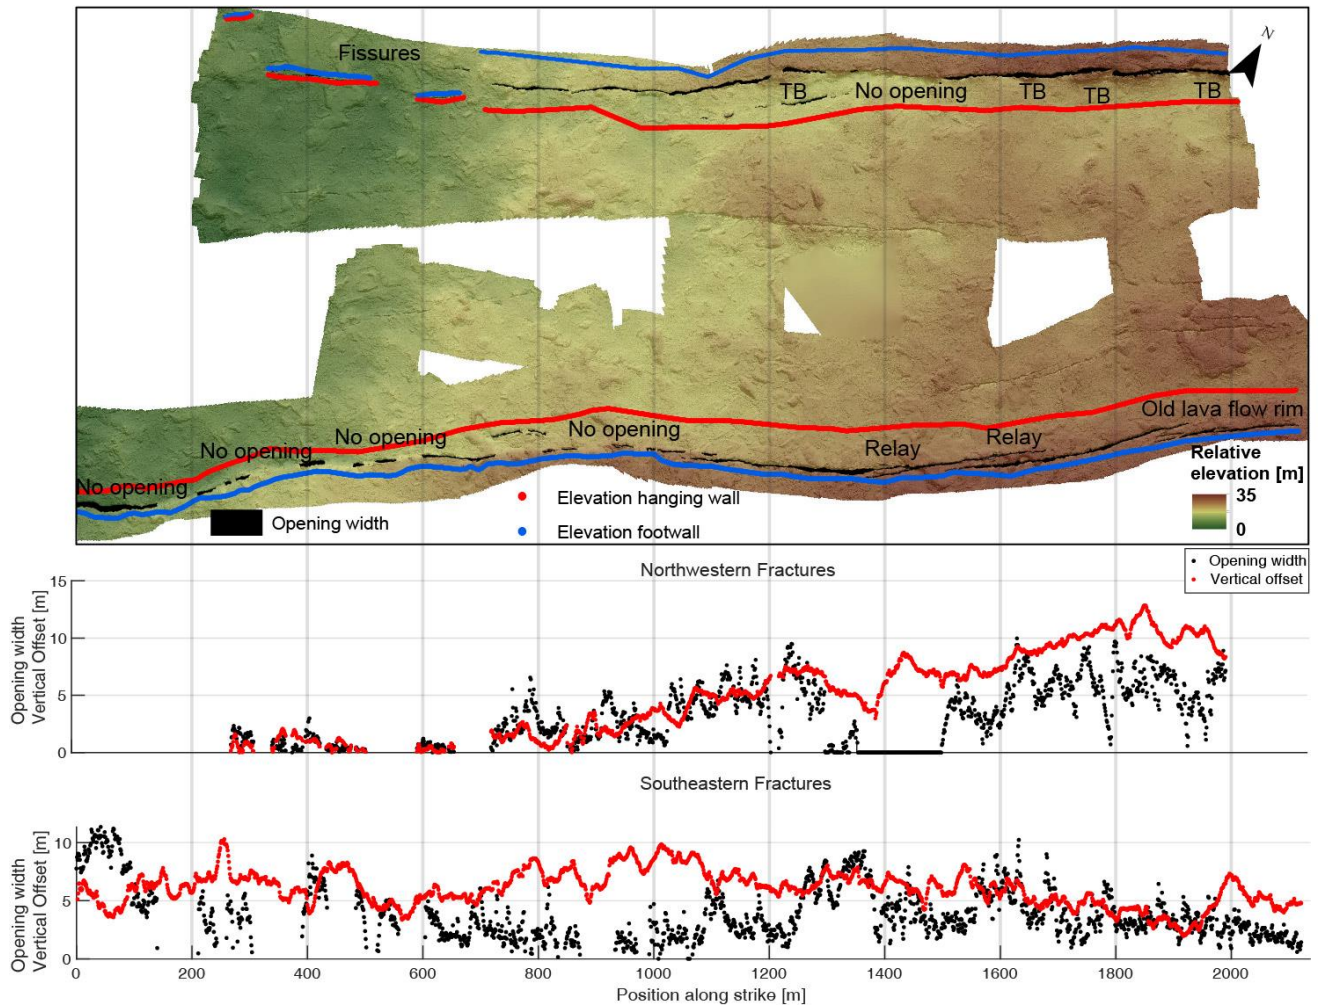 N
Fissures
TB
No opening
TB
TB
TB
No opening
No opening
No opening
No opening
Relay
Relay
Old lava flow rim
Relative
elevation [m]
35
0
Opening width
Elevation hanging wall
Elevation footwall
Northwestern Fractures
Opening width
Vertical offset
Opening width
Vertical Offset [m]
15
10
5
0
Southeastern Fractures
Opening width
Vertical Offset [m]
10
5
0
0 200 400 600 800 1000 1200 1400 1600 1800 2000
Position along strike [m]